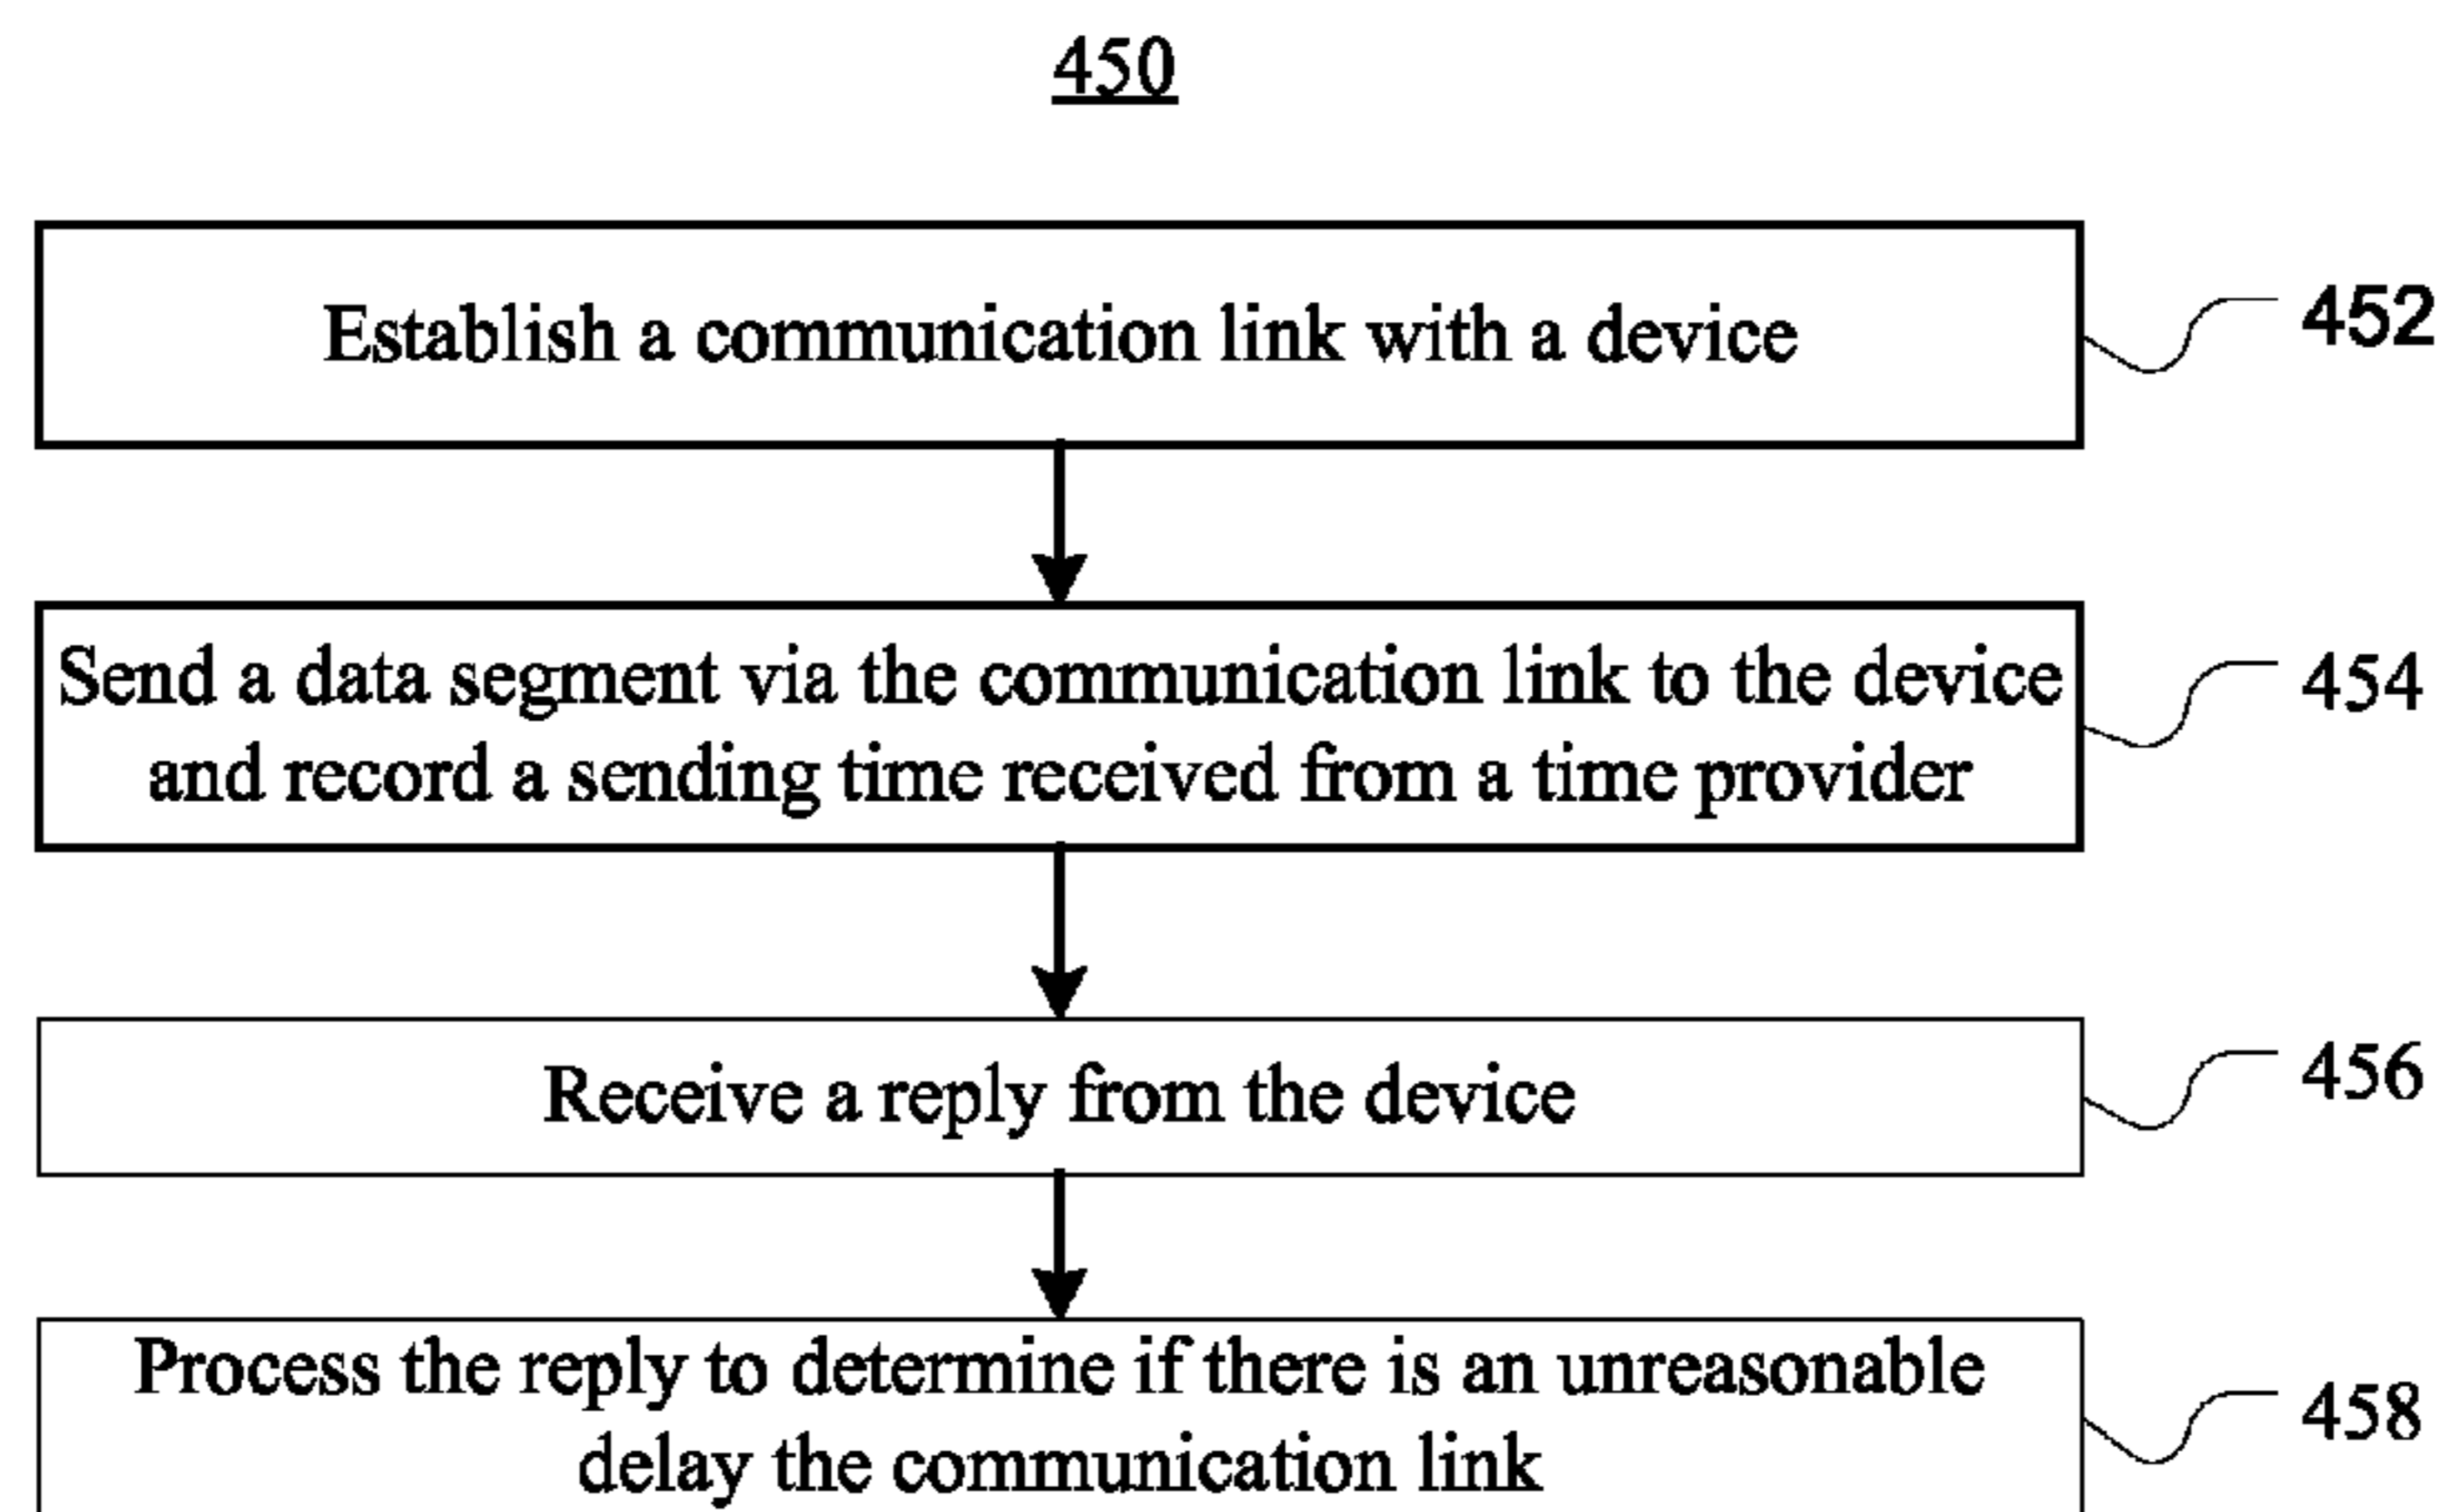 450
Establish a communication link with a device
452
Send a data segment via the communication link to the device
and record a sending time received from a time provider
454
Receive a reply from the device
456
Process the reply to determine if there is an unreasonable
delay the communication link
458